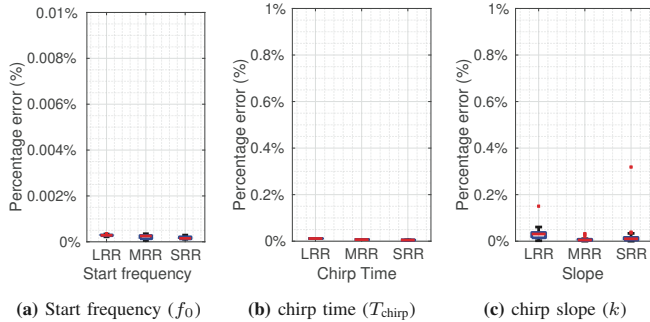 Percentage error (%)
0.01%
0.008%
0.006%
0.004%
0.002%
0%
LRR MRR SRR
Start frequency
(a) Start frequency (f₀)
Percentage error (%)
1%
0.8%
0.6%
0.4%
0.2%
0%
LRR MRR SRR
Chirp Time
(b) chirp time (T_chirp)
Percentage error (%)
1%
0.8%
0.6%
0.4%
0.2%
0%
LRR MRR SRR
Slope
(c) chirp slope (k)